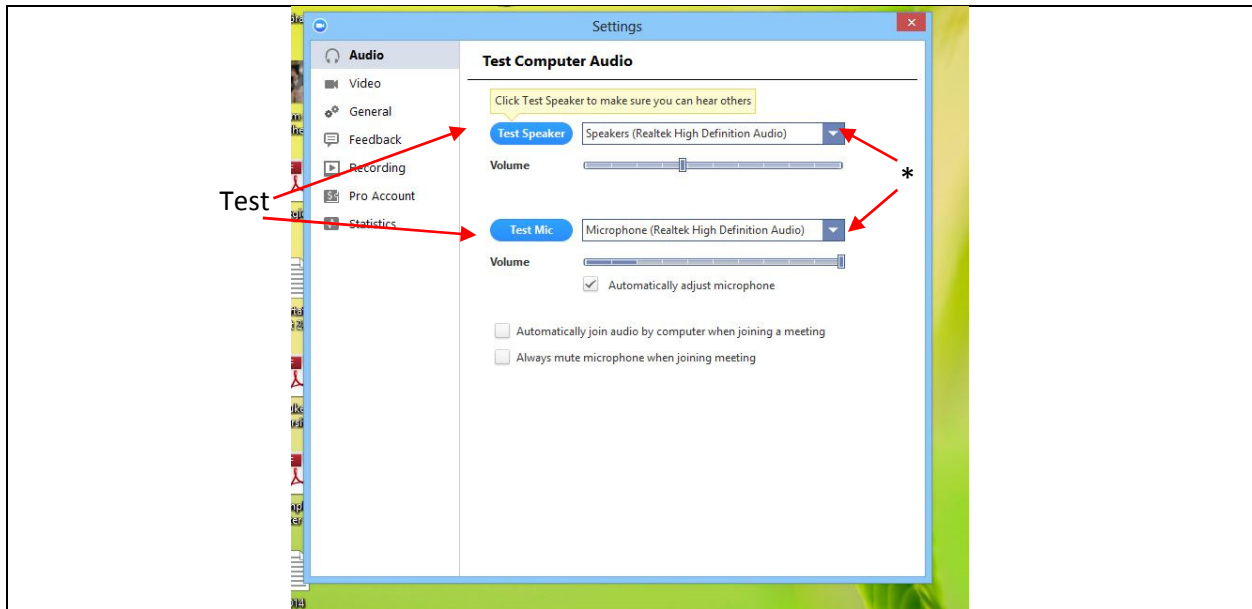 Settings
Audio
Video
General
Feedback
Recording
Pro Account
Statistics
Test Computer Audio
Click Test Speaker to make sure you can hear others
Test Speaker Speakers (Realtek High Definition Audio)
Volume
Test Mic Microphone (Realtek High Definition Audio)
Volume
Automatically adjust microphone
Automatically join audio by computer when joining a meeting
Always mute microphone when joining meeting
Test
*